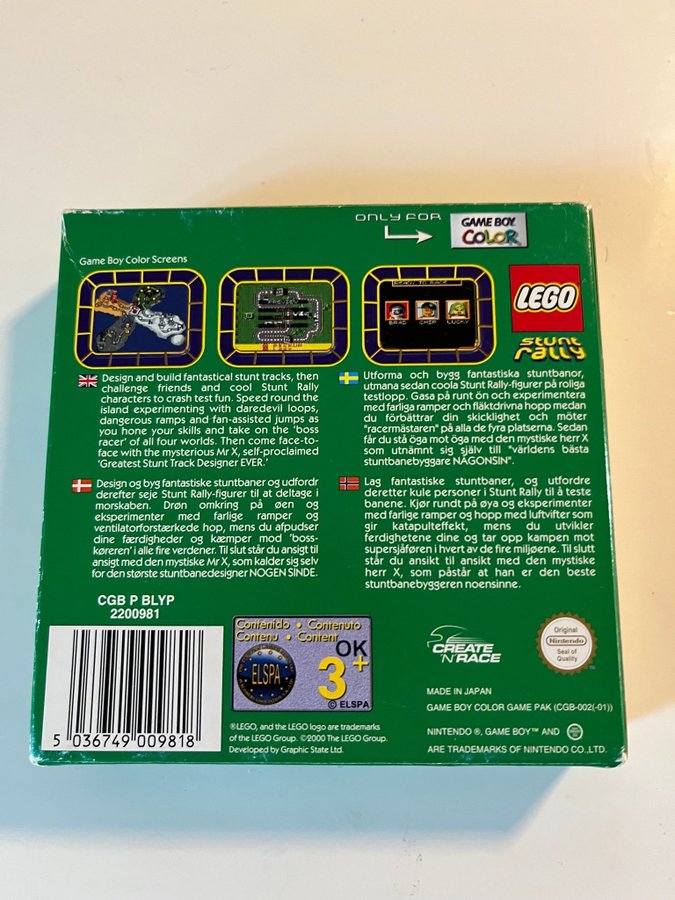 ONLY FOR
GAME BOY
COLOR
Game Boy Color Screens
READY TO RACE
BRAD CHIP LUCKY
LEGO
stunt
rally
Design and build fantastical stunt tracks, then
challenge friends and cool Stunt Rally
characters to crash test fun. Speed round the
island experimenting with daredevil loops,
dangerous ramps and fan-assisted jumps as
you hone your skills and take on the 'boss
racer' of all four worlds. Then come face-to-
face with the mysterious Mr X, self-proclaimed
'Greatest Stunt Track Designer EVER.'
Utforma och bygg fantastiska stuntbanor,
utmana sedan coola Stunt Rally-figurer på roliga
testlopp. Gasa på runt ön och experimentera
med farliga ramper och fläktdrivna hopp medan
du förbättrar din skicklighet och möter
"racermästaren" på alla de fyra platserna. Sedan
får du stå öga mot öga med den mystiske herr X
som utnämnt sig själv till "världens bästa
stuntbanebyggare NÅGONSIN".
Design og byg fantastiske stuntbaner og udfordr
derefter seje Stunt Rally-figurer til at deltage i
morskaben. Drøn omkring på øen og
eksperimenter med farlige ramper og
ventilatorforstærkede hop, mens du afpudser
dine færdigheder og kæmper mod 'boss-
køreren' i alle fire verdener. Til slut står du ansigt til
ansigt med den mystiske Mr X, som kalder sig selv
for den største stuntbanedesigner NOGEN SINDE.
Lag fantastiske stuntbaner, og utfordre
deretter kule personer i Stunt Rally til å teste
banene. Kjør rundt på øya og eksperimenter
med farlige ramper og hopp med luftvifter som
gir katapulteffekt, mens du utvikler
ferdighetene dine og tar opp kampen mot
supersjåføren i hvert av de fire miljøene. Til slutt
står du ansikt til ansikt med den mystiske
herr X, som påstår at han er den beste
stuntbanebyggeren noensinne.
CGB P BLYP
2200981
5 036749 009818
Contenido • Contenuto
Contenu • Content
ELSPA
OK
3+
© ELSPA
®LEGO, and the LEGO logo are trademarks
of the LEGO Group. ©2000 The LEGO Group.
Developed by Graphic State Ltd.
CREATE
'N'RACE
Original
Nintendo
Seal of
Quality
MADE IN JAPAN
GAME BOY COLOR GAME PAK (CGB-002(-01))
NINTENDO ®, GAME BOY™ AND
ARE TRADEMARKS OF NINTENDO CO.,LTD.